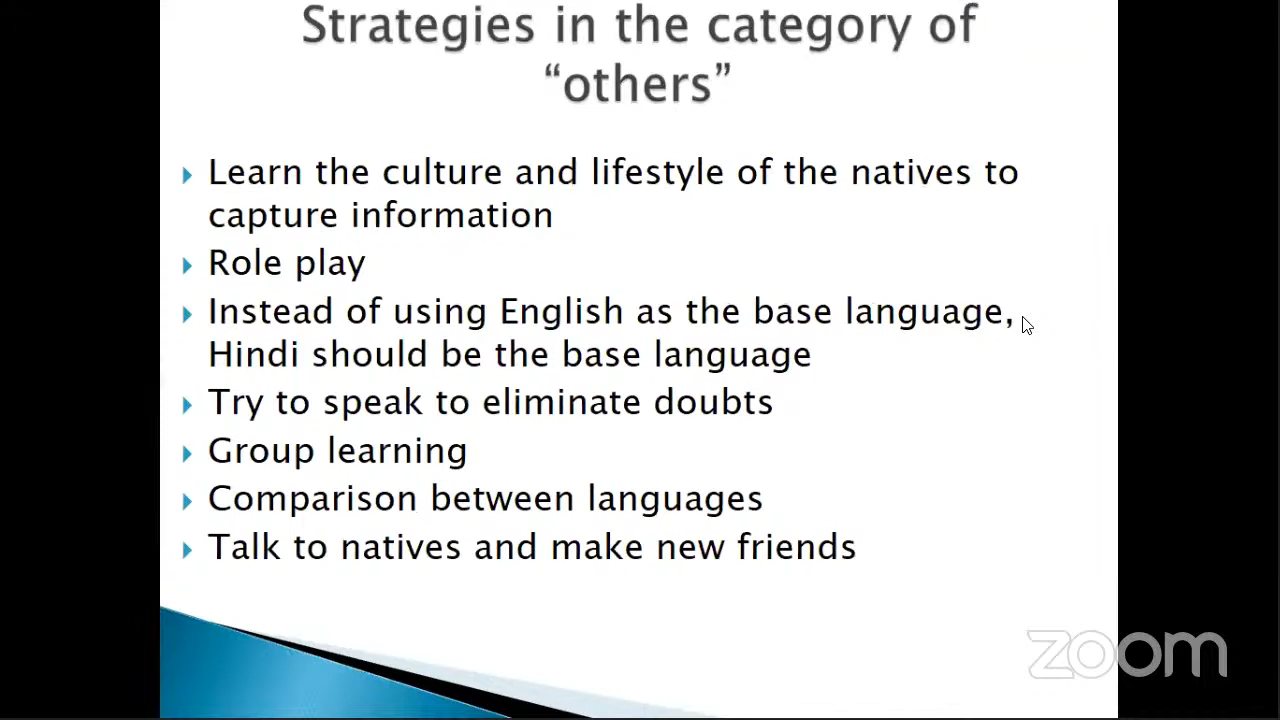 Strategies in the category of
“others”
Learn the culture and lifestyle of the natives to
capture information
Role play
Instead of using English as the base language,
Hindi should be the base language
Try to speak to eliminate doubts
Group learning
Comparison between languages
Talk to natives and make new friends
zoom